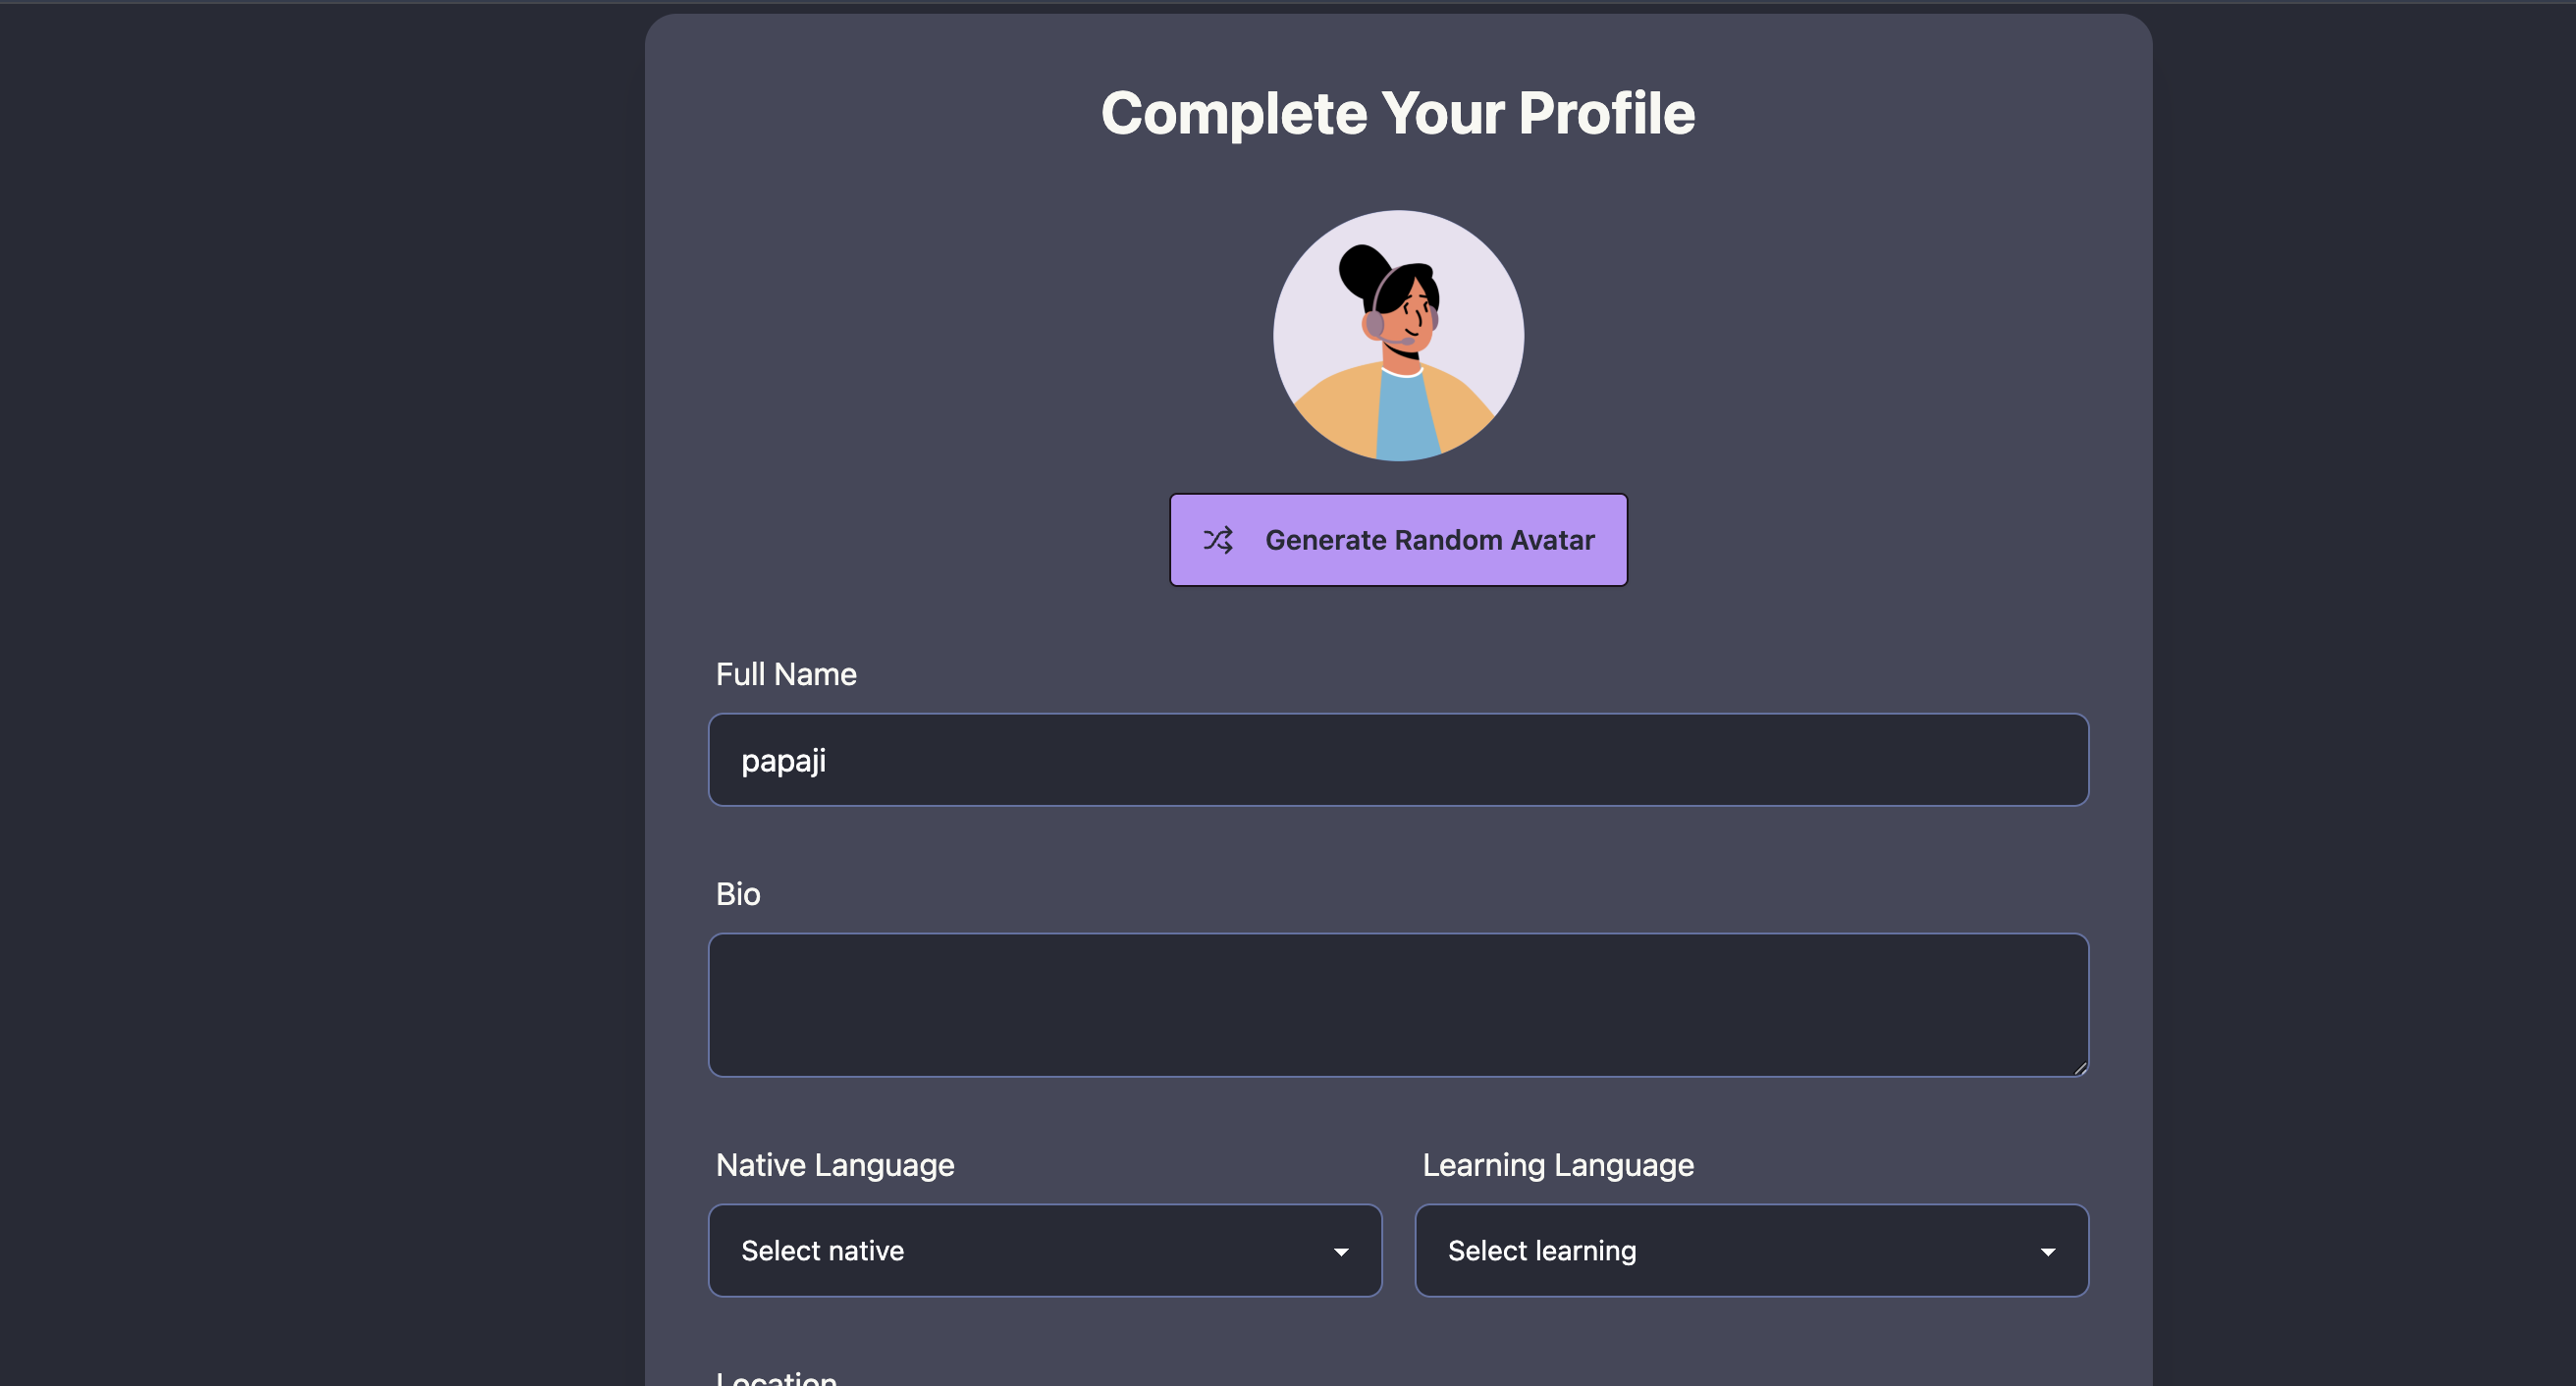 Complete Your Profile
Generate Random Avatar
Full Name
papaji
Bio
Native Language
Learning Language
Select native
Select learning
Location